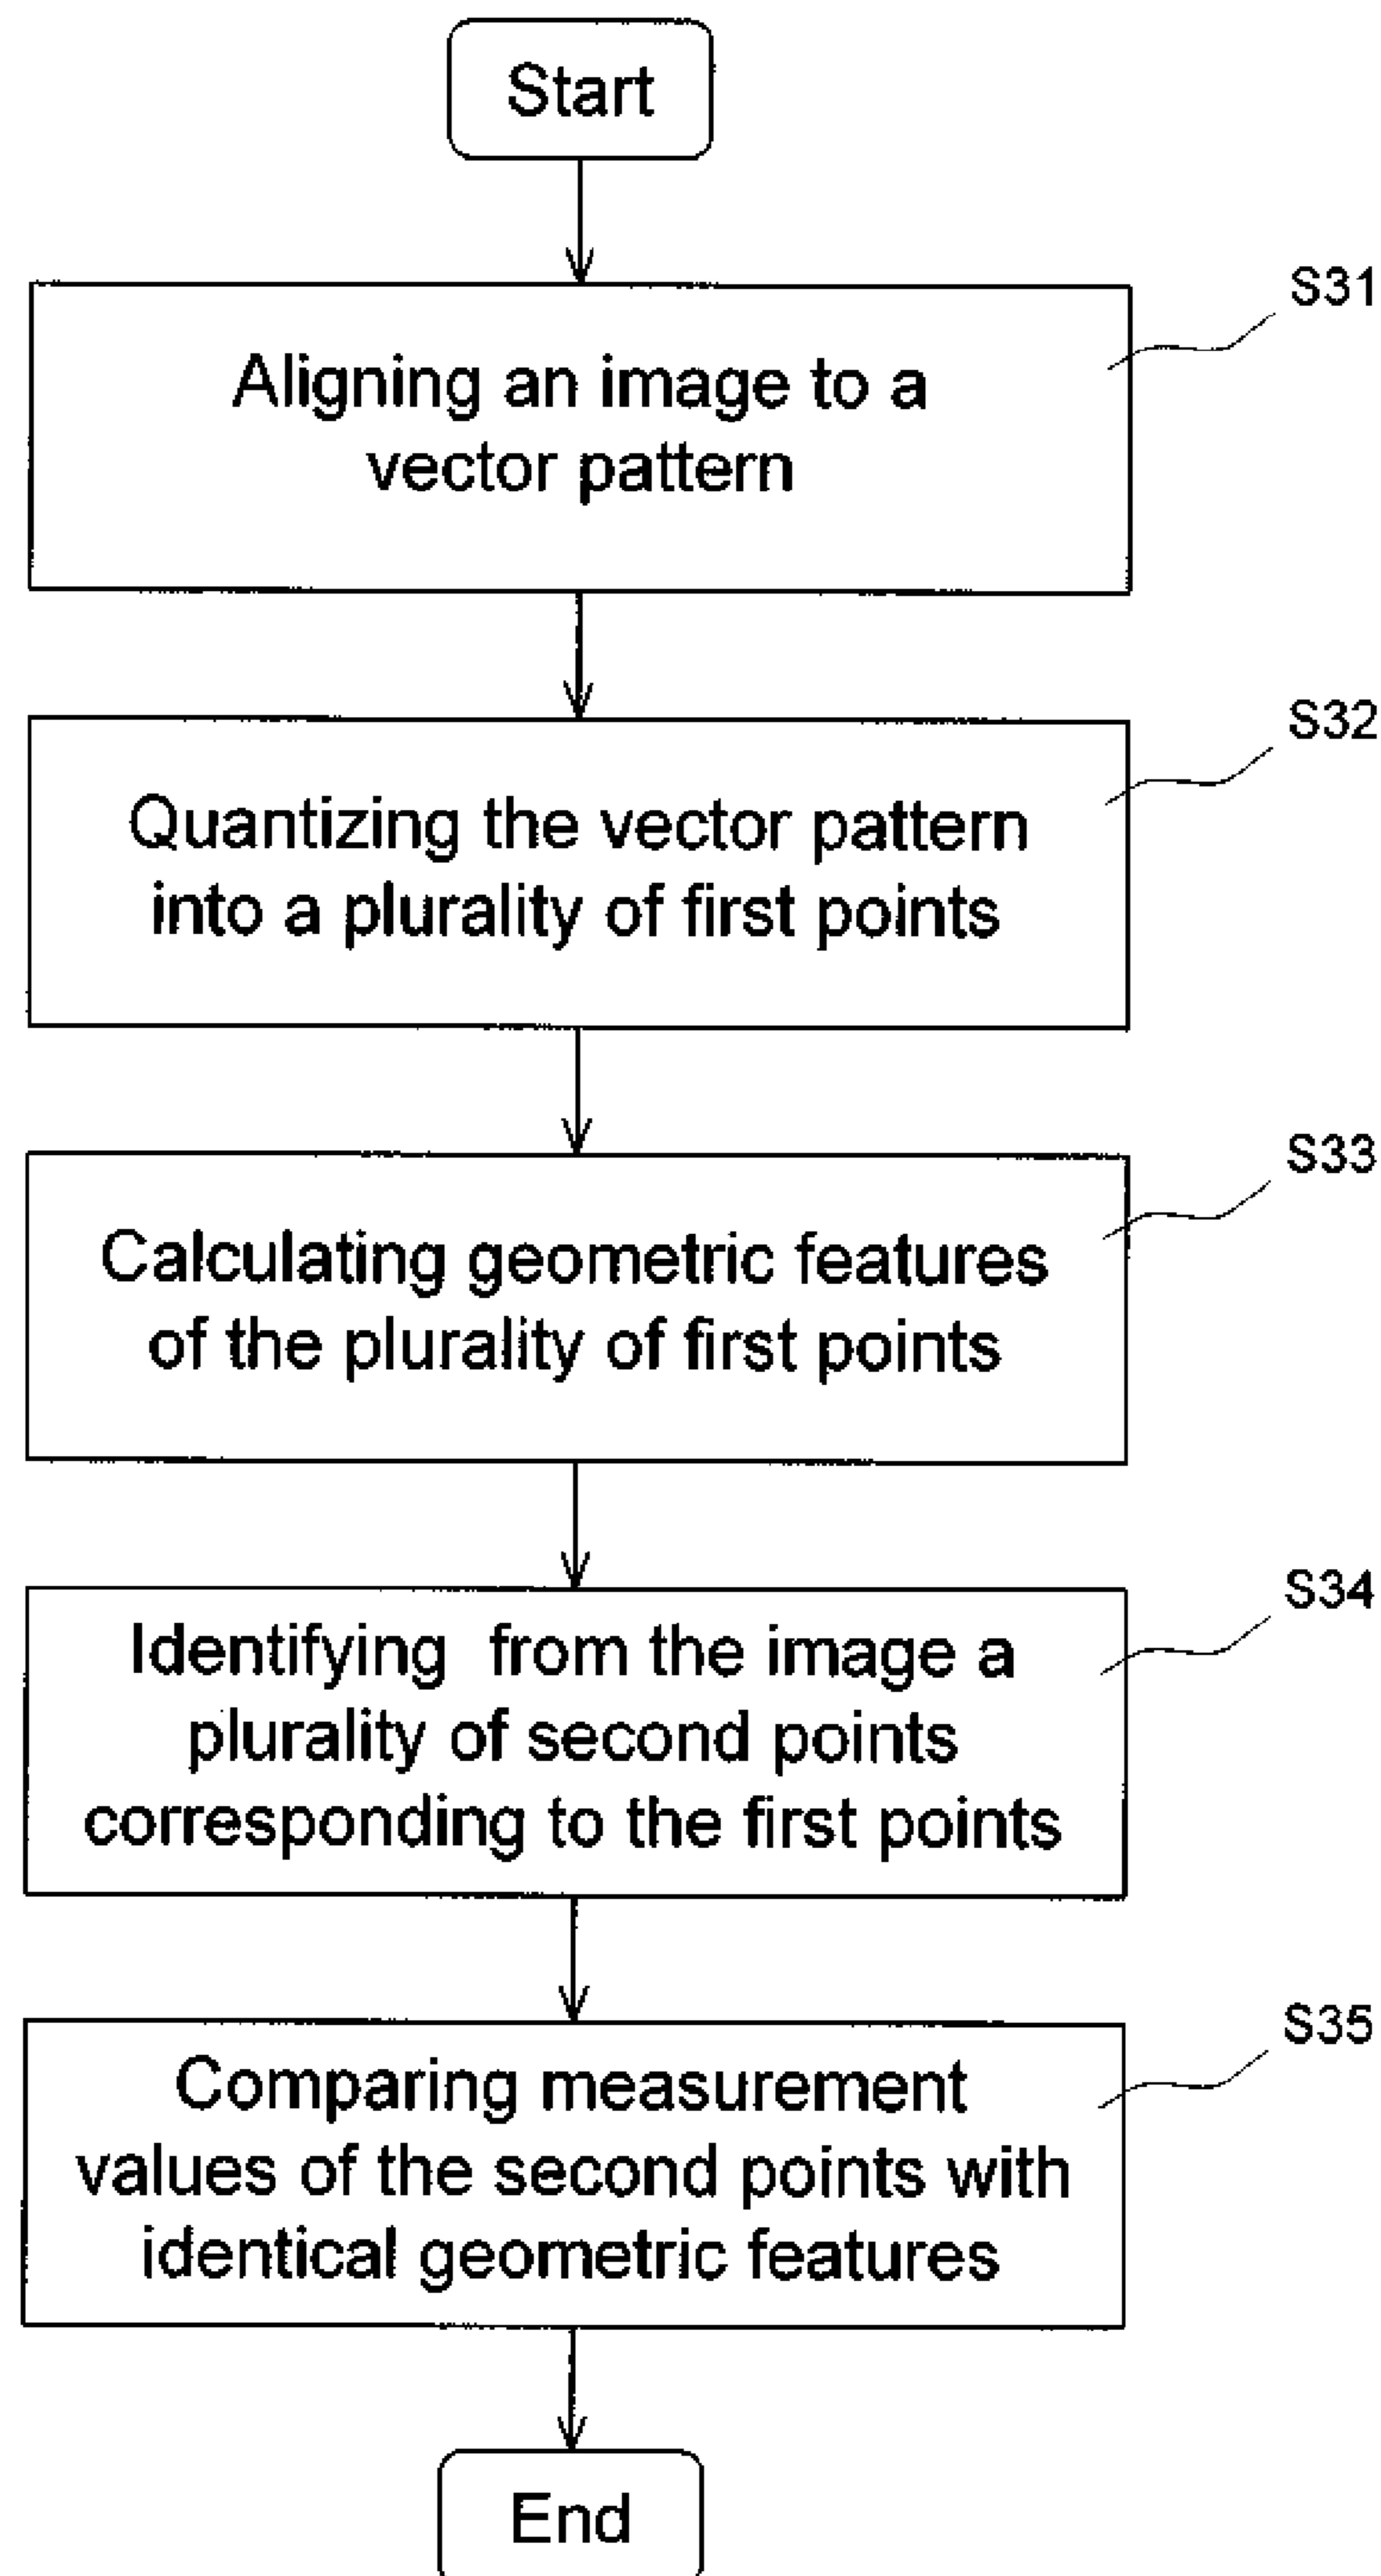 Start
S31
Aligning an image to a
vector pattern
S32
Quantizing the vector pattern
into a plurality of first points
S33
Calculating geometric features
of the plurality of first points
S34
Identifying from the image a
plurality of second points
corresponding to the first points
S35
Comparing measurement
values of the second points with
identical geometric features
End